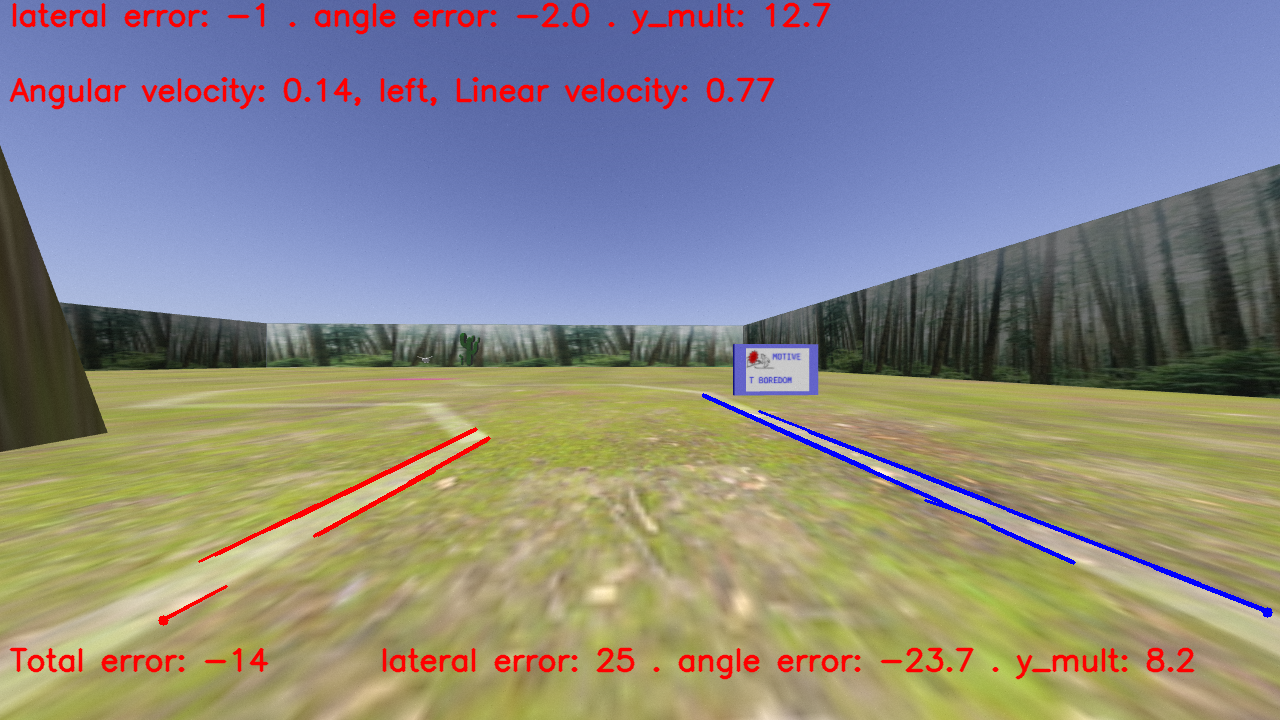 lateral error: −1 . angle error: −2.0 . y_mult: 12.7
Angular velocity: 0.14, left, Linear velocity: 0.77
MOTIVE
T BOREDOM
Total error: −14 lateral error: 25 . angle error: −23.7 . y_mult: 8.2